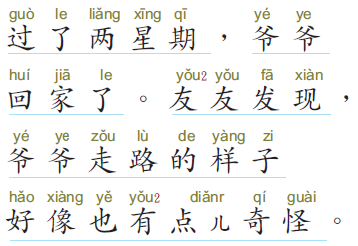 guò le liǎng xīng qī yé ye
过了两星期，爷爷
huí jiā le yǒu2 yǒu fā xiàn
回家了。友友发现，
yé ye zǒu lù de yàng zi
爷爷走路的样子
hǎo xiàng yě yǒu2 diǎnr qí guài
好像也有点儿奇怪。